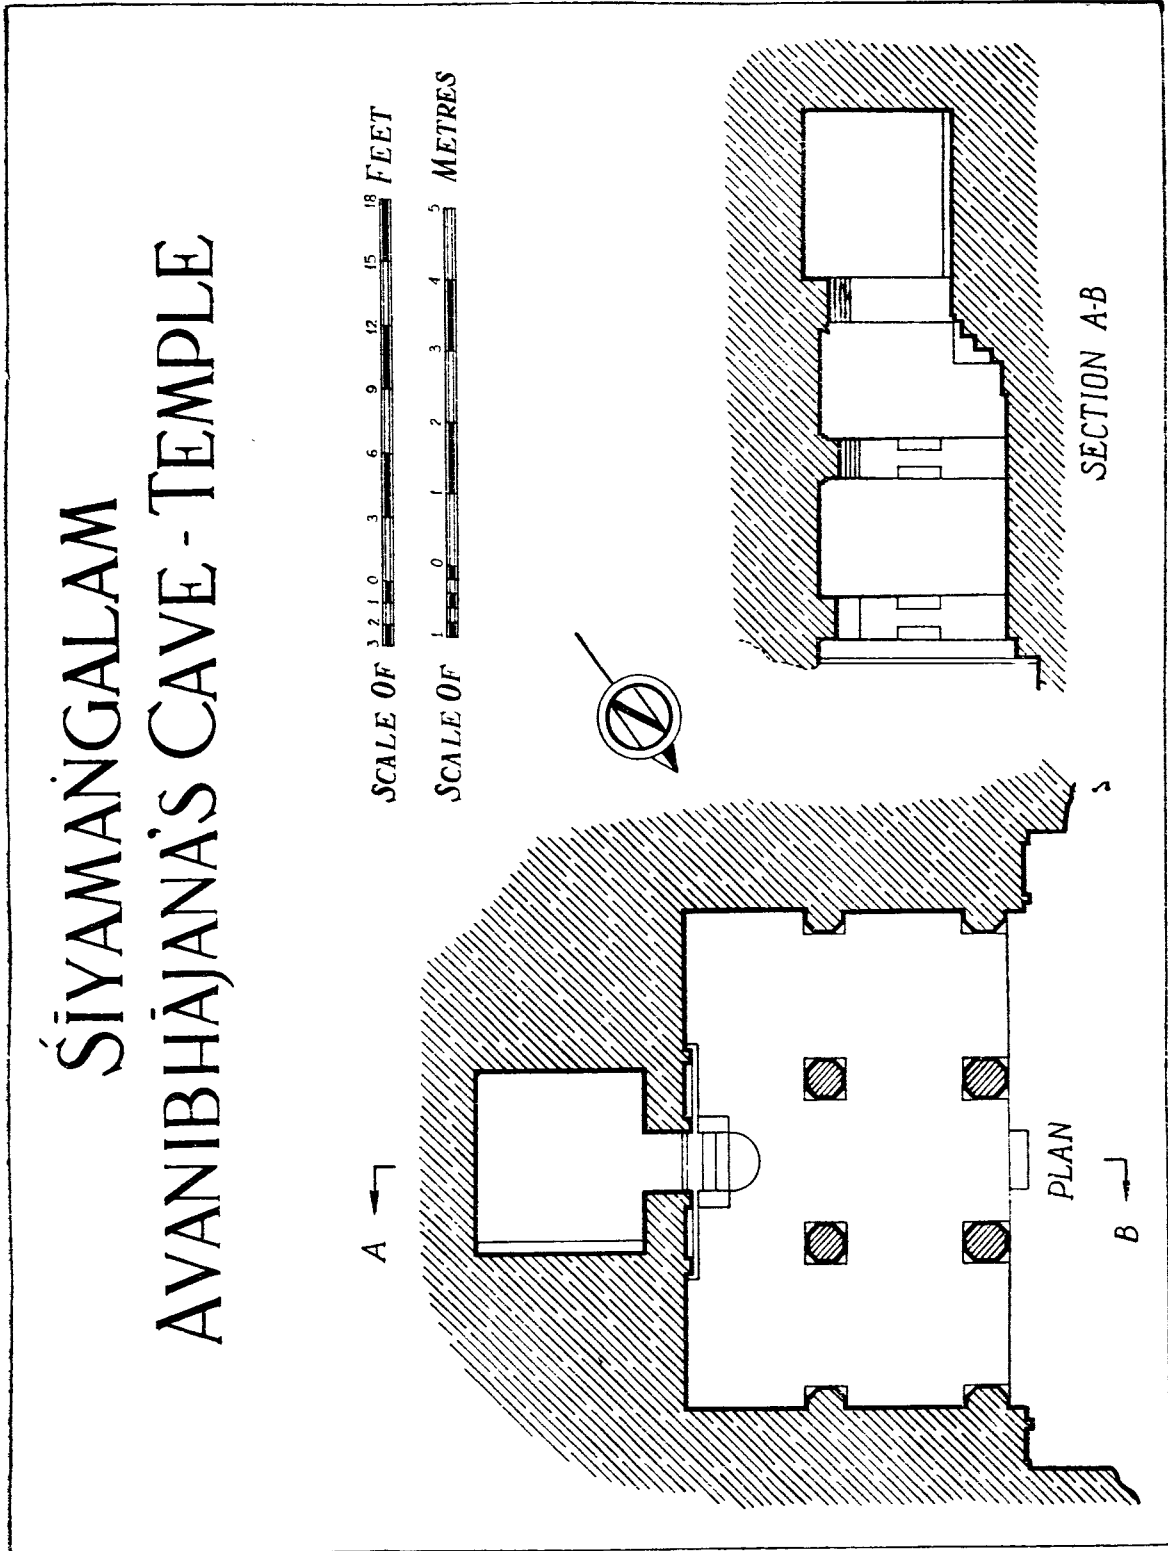 ŚĪYAMAṄGALAM
AVANIBHĀJANA'S CAVE-TEMPLE
SCALE OF 3 2 1 0 3 6 9 12 15 18 FEET
SCALE OF 1 0 1 2 3 4 5 METRES
A
B
PLAN
SECTION A-B